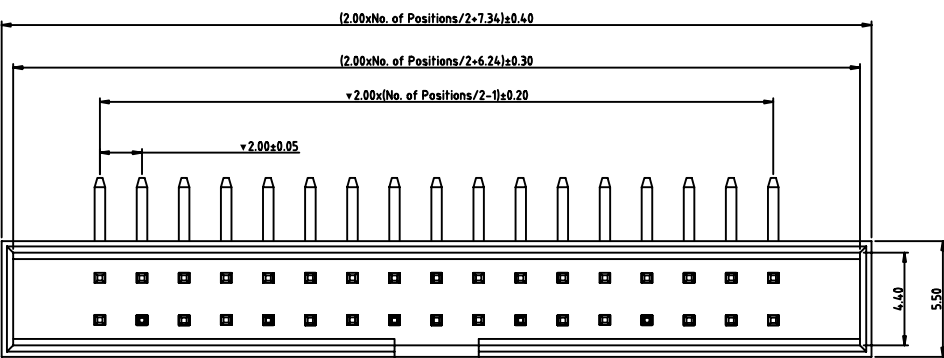 (2.00xNo. of Positions/2+7.34)±0.40
(2.00xNo. of Positions/2+6.24)±0.30
▼2.00x(No. of Positions/2-1)±0.20
▼2.00±0.05
4.40
5.50